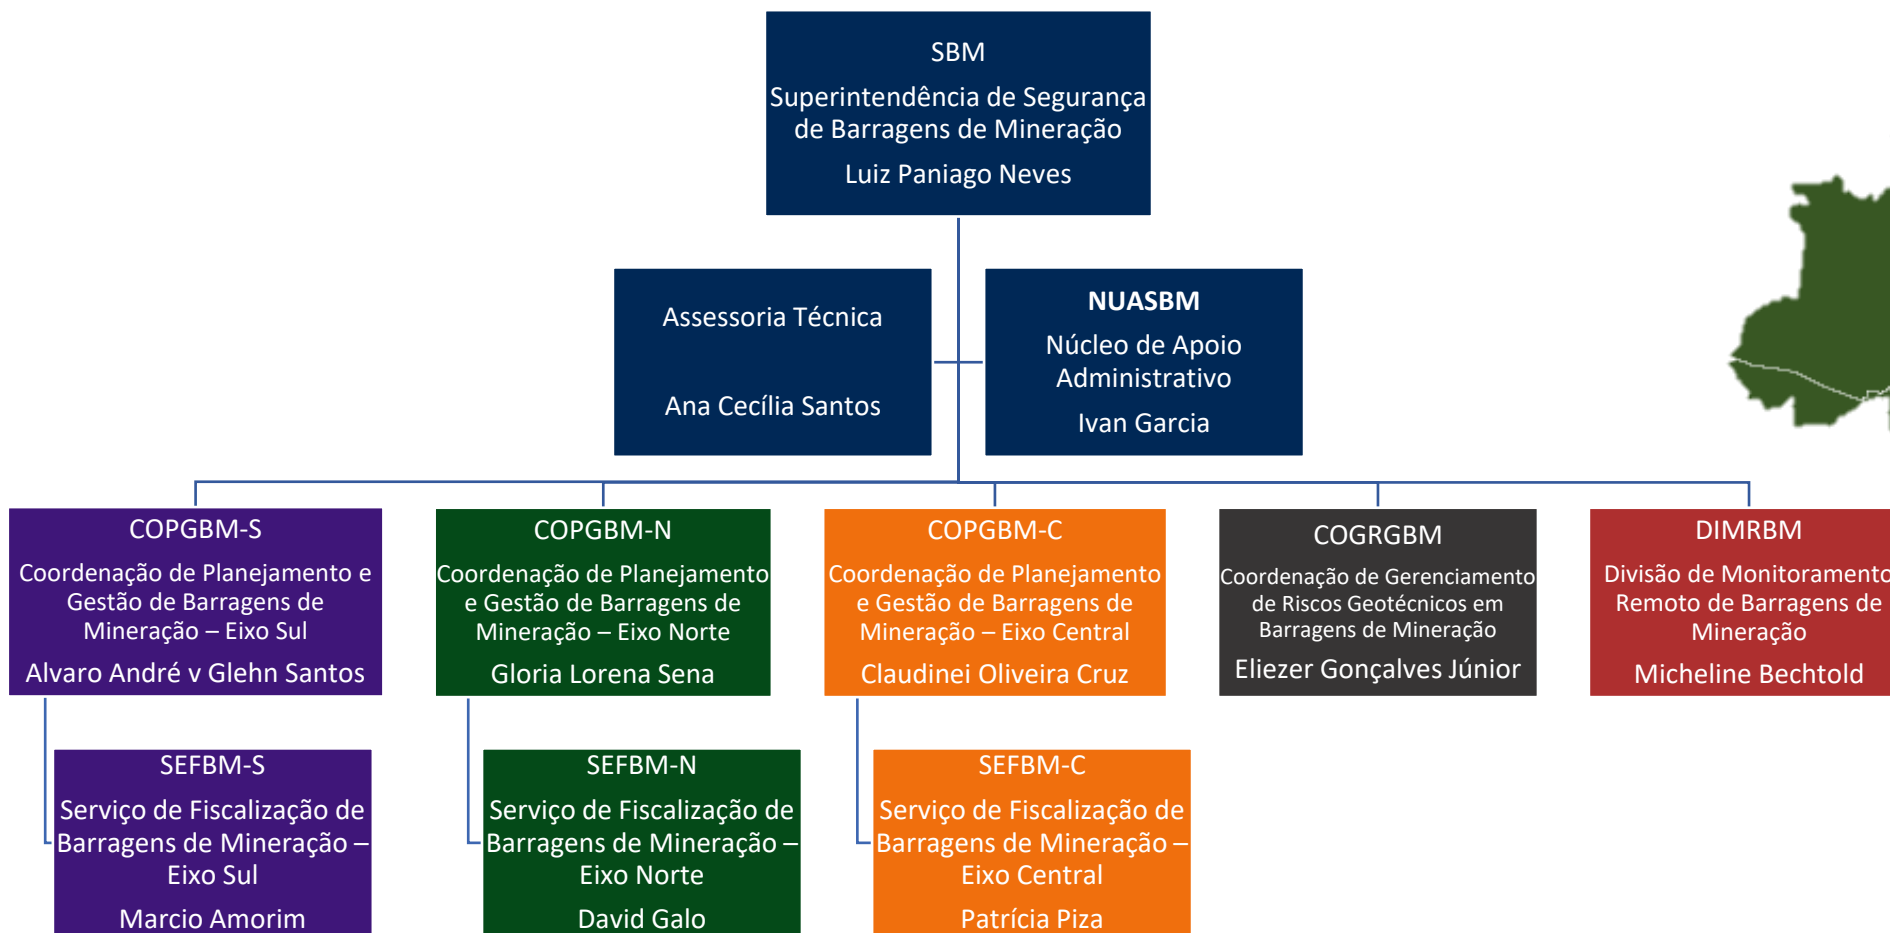 SBM
Superintendência de Segurança
de Barragens de Mineração
Luiz Paniago Neves
Assessoria Técnica
Ana Cecília Santos
NUASBM
Núcleo de Apoio
Administrativo
Ivan Garcia
COPGBM-S
Coordenação de Planejamento e
Gestão de Barragens de
Mineração – Eixo Sul
Alvaro André v Glehn Santos
COPGBM-N
Coordenação de Planejamento
e Gestão de Barragens de
Mineração – Eixo Norte
Gloria Lorena Sena
COPGBM-C
Coordenação de Planejamento
e Gestão de Barragens de
Mineração – Eixo Central
Claudinei Oliveira Cruz
COGRGBM
Coordenação de Gerenciamento
de Riscos Geotécnicos em
Barragens de Mineração
Eliezer Gonçalves Júnior
DIMRBM
Divisão de Monitoramento
Remoto de Barragens de
Mineração
Micheline Bechtold
SEFBM-S
Serviço de Fiscalização de
Barragens de Mineração –
Eixo Sul
Marcio Amorim
SEFBM-N
Serviço de Fiscalização de
Barragens de Mineração –
Eixo Norte
David Galo
SEFBM-C
Serviço de Fiscalização de
Barragens de Mineração –
Eixo Central
Patrícia Piza